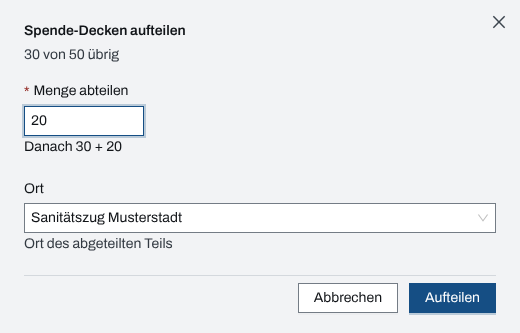 Spende-Decken aufteilen
30 von 50 übrig
* Menge abteilen
20
Danach 30 + 20
Ort
Sanitätszug Musterstadt
Ort des abgeteilten Teils
Abbrechen
Aufteilen